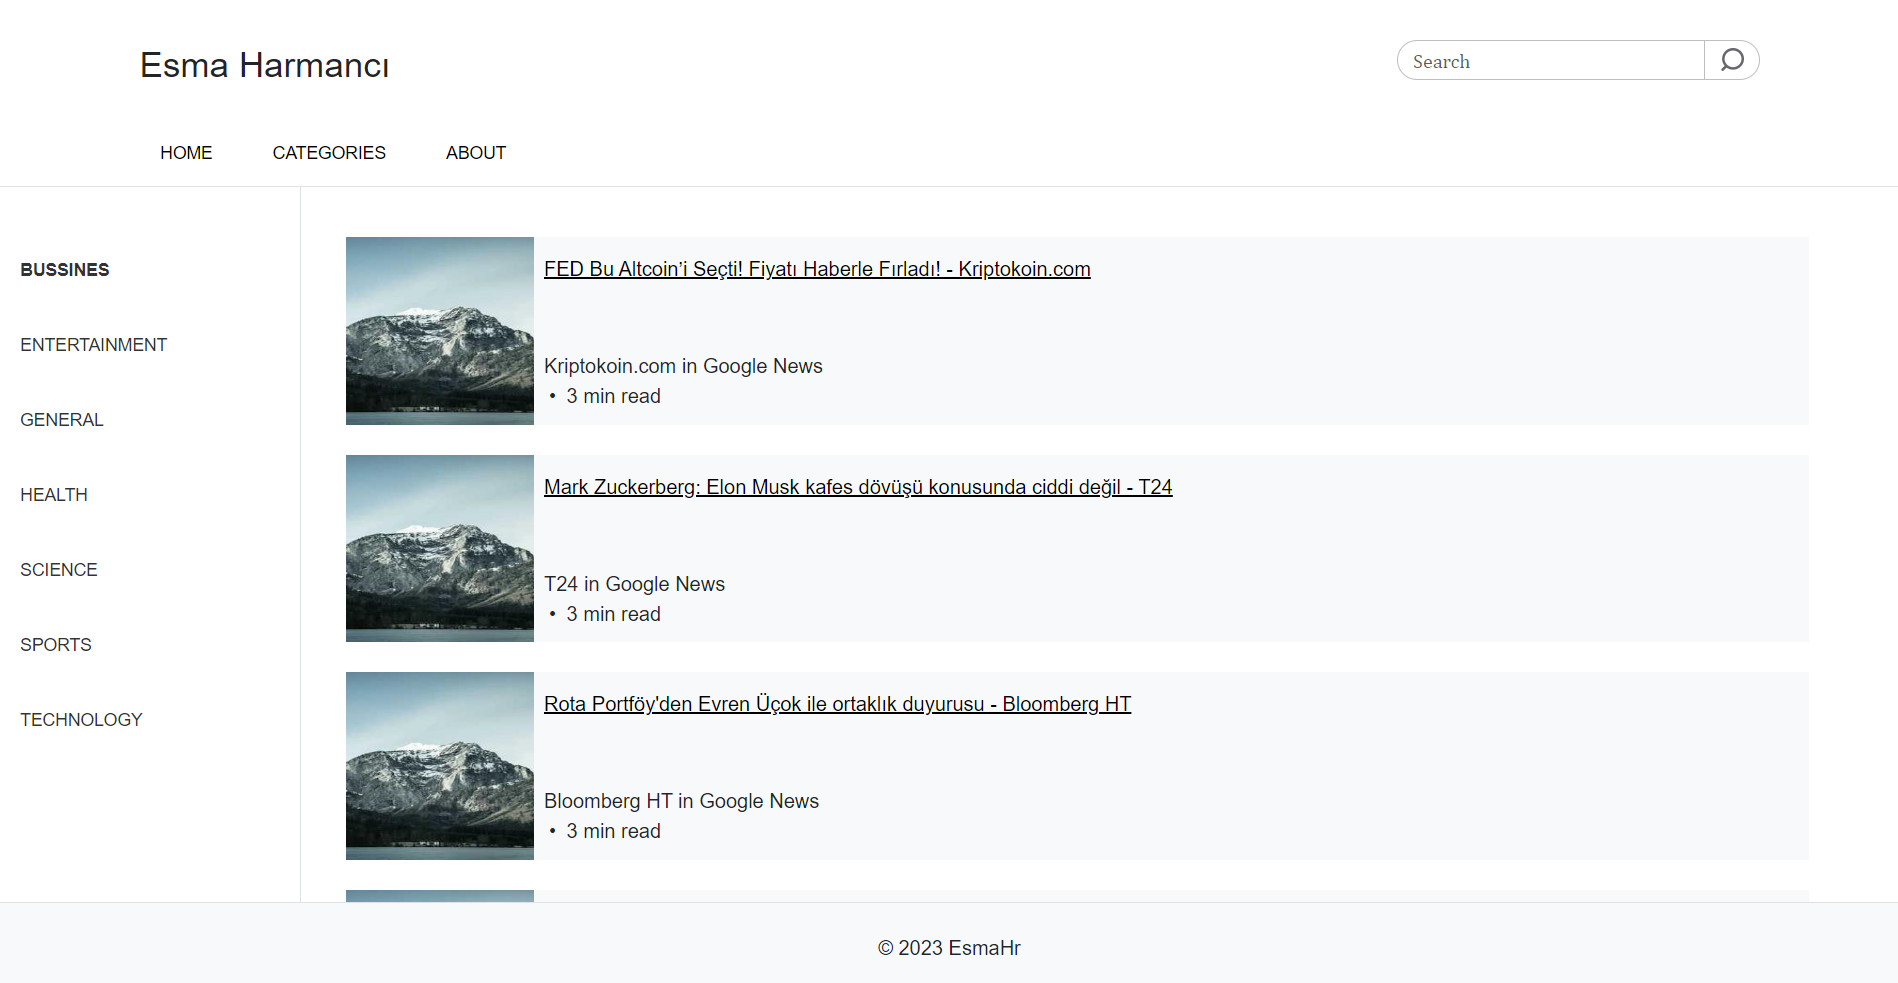 Esma Harmancı
Search
HOME CATEGORIES ABOUT
BUSSINES
ENTERTAINMENT
GENERAL
HEALTH
SCIENCE
SPORTS
TECHNOLOGY
FED Bu Altcoin’i Seçti! Fiyatı Haberle Fırladı! - Kriptokoin.com
Kriptokoin.com in Google News
• 3 min read
Mark Zuckerberg: Elon Musk kafes dövüşü konusunda ciddi değil - T24
T24 in Google News
• 3 min read
Rota Portföy'den Evren Üçok ile ortaklık duyurusu - Bloomberg HT
Bloomberg HT in Google News
• 3 min read
© 2023 EsmaHr